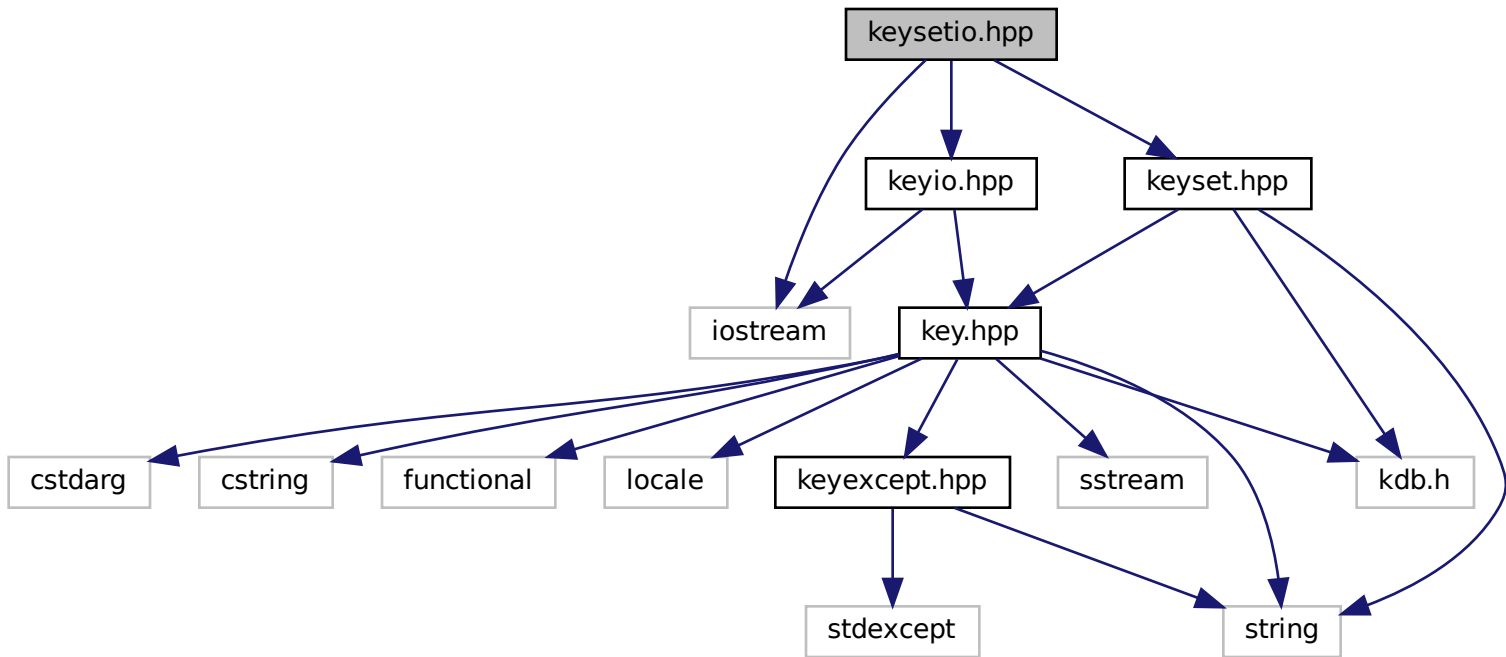 keysetio.hpp
keyio.hpp
keyset.hpp
iostream
key.hpp
cstdarg
cstring
functional
locale
keyexcept.hpp
sstream
kdb.h
stdexcept
string